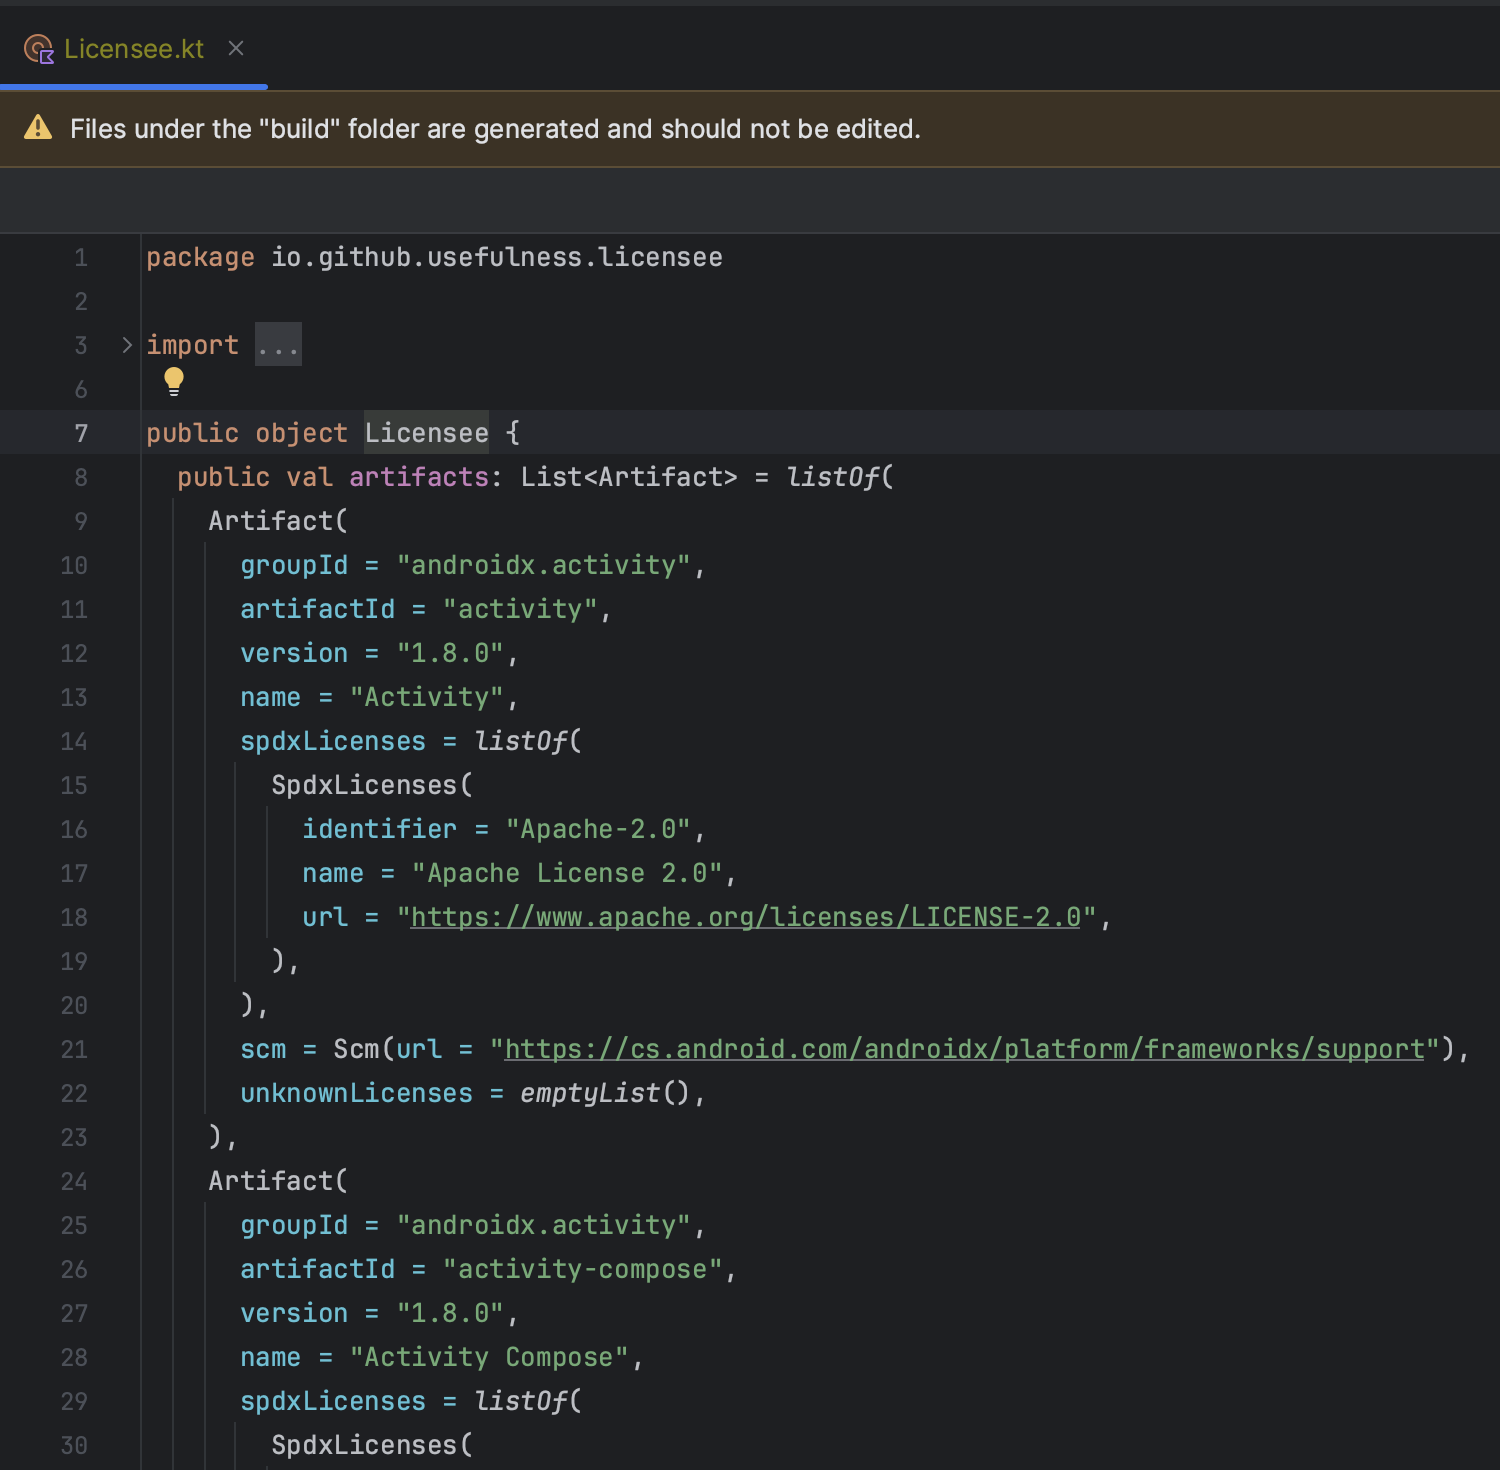 Licensee.kt
Files under the "build" folder are generated and should not be edited.
1 package io.github.usefulness.licensee
2
3 import ...
6
7 public object Licensee {
8 public val artifacts: List<Artifact> = listOf(
9 Artifact(
10 groupId = "androidx.activity",
11 artifactId = "activity",
12 version = "1.8.0",
13 name = "Activity",
14 spdxLicenses = listOf(
15 SpdxLicenses(
16 identifier = "Apache-2.0",
17 name = "Apache License 2.0",
18 url = "https://www.apache.org/licenses/LICENSE-2.0",
19 ),
20 ),
21 scm = Scm(url = "https://cs.android.com/androidx/platform/frameworks/support"),
22 unknownLicenses = emptyList(),
23 ),
24 Artifact(
25 groupId = "androidx.activity",
26 artifactId = "activity-compose",
27 version = "1.8.0",
28 name = "Activity Compose",
29 spdxLicenses = listOf(
30 SpdxLicenses(